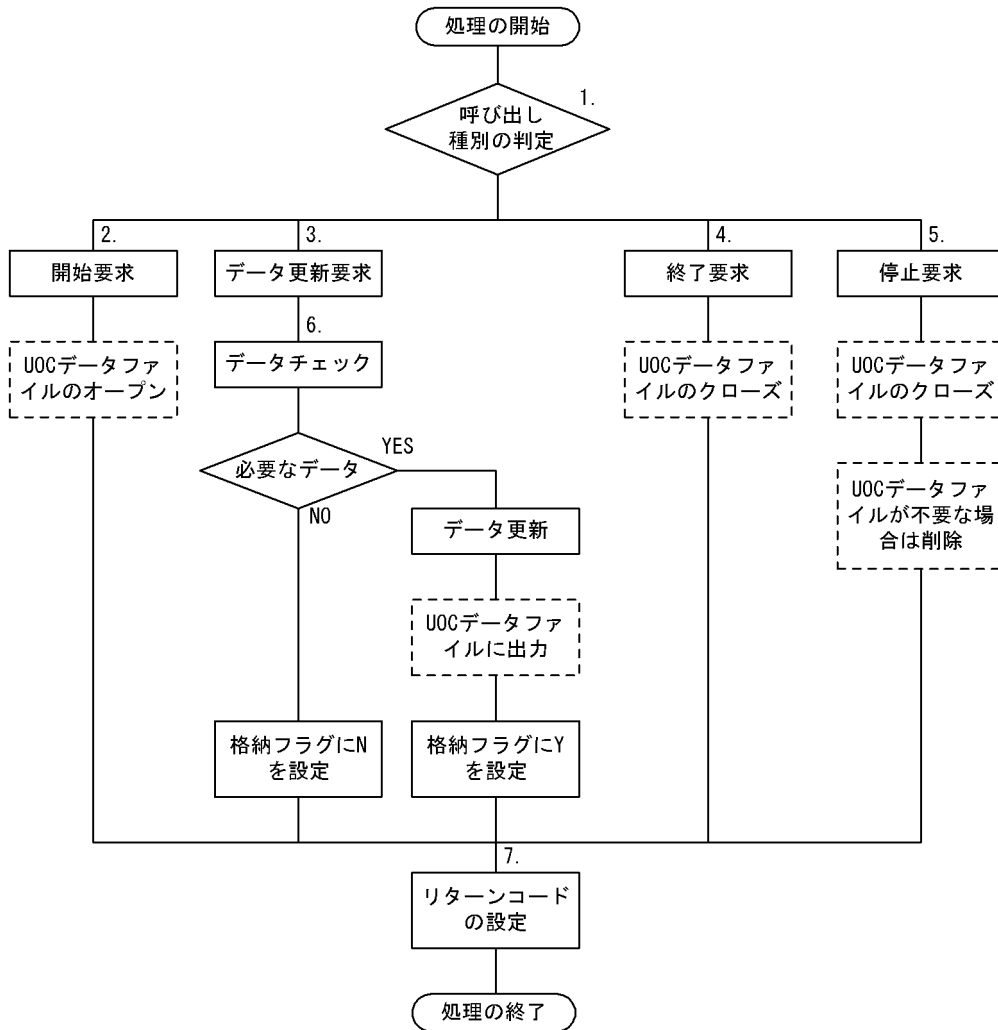 処理の開始
1.
呼び出し
種別の判定
2.
開始要求
UOCデータファ
イルのオープン
3.
データ更新要求
6.
データチェック
必要なデータ
YES
NO
データ更新
UOCデータファ
イルに出力
格納フラグにN
を設定
格納フラグにY
を設定
4.
終了要求
UOCデータファ
イルのクローズ
5.
停止要求
UOCデータファ
イルのクローズ
UOCデータファ
イルが不要な場
合は削除
7.
リターンコード
の設定
処理の終了